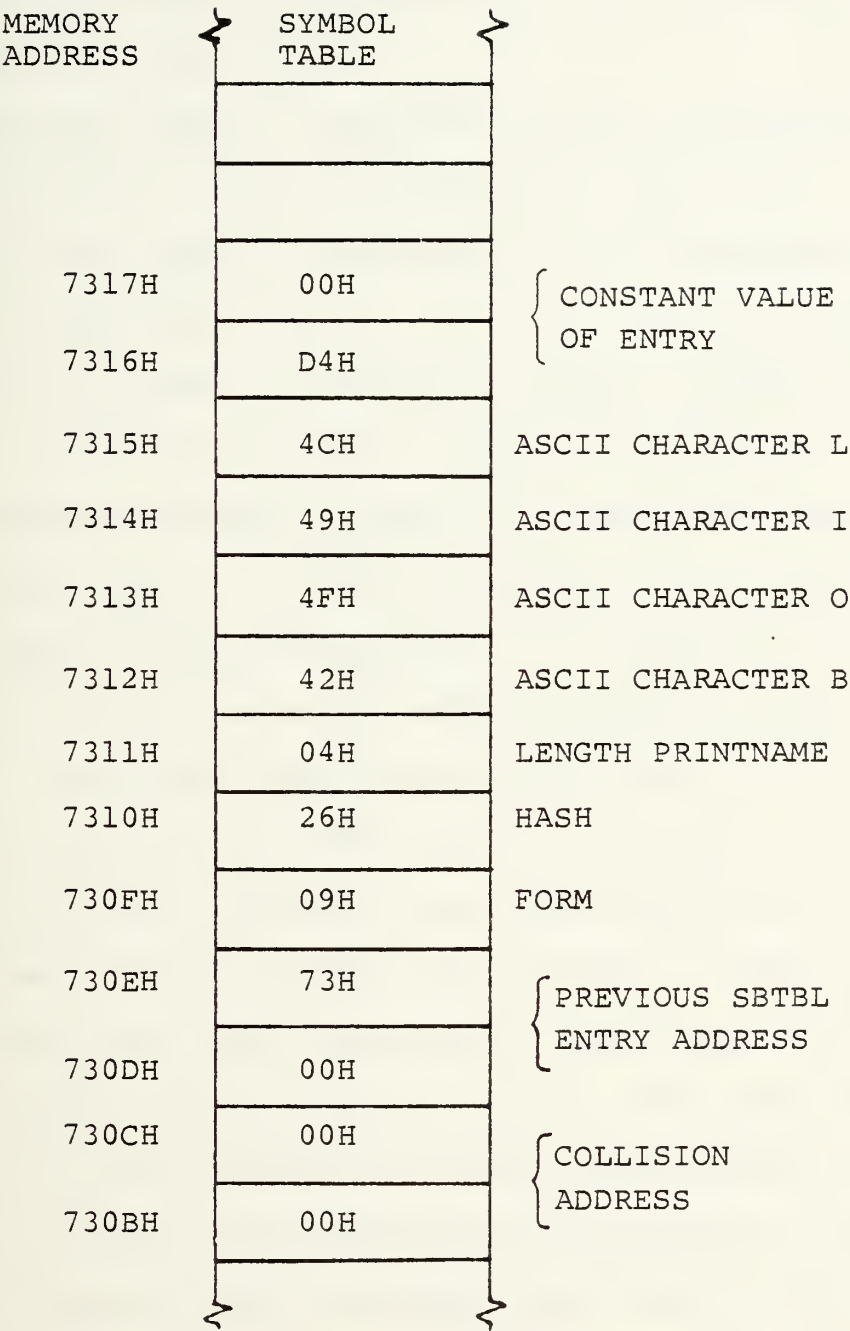 MEMORY SYMBOL
ADDRESS TABLE
7317H 00H CONSTANT VALUE
7316H D4H OF ENTRY
7315H 4CH ASCII CHARACTER L
7314H 49H ASCII CHARACTER I
7313H 4FH ASCII CHARACTER O
7312H 42H ASCII CHARACTER B
7311H 04H LENGTH PRINTNAME
7310H 26H HASH
730FH 09H FORM
730EH 73H PREVIOUS SBTBL
730DH 00H ENTRY ADDRESS
730CH 00H COLLISION
730BH 00H ADDRESS